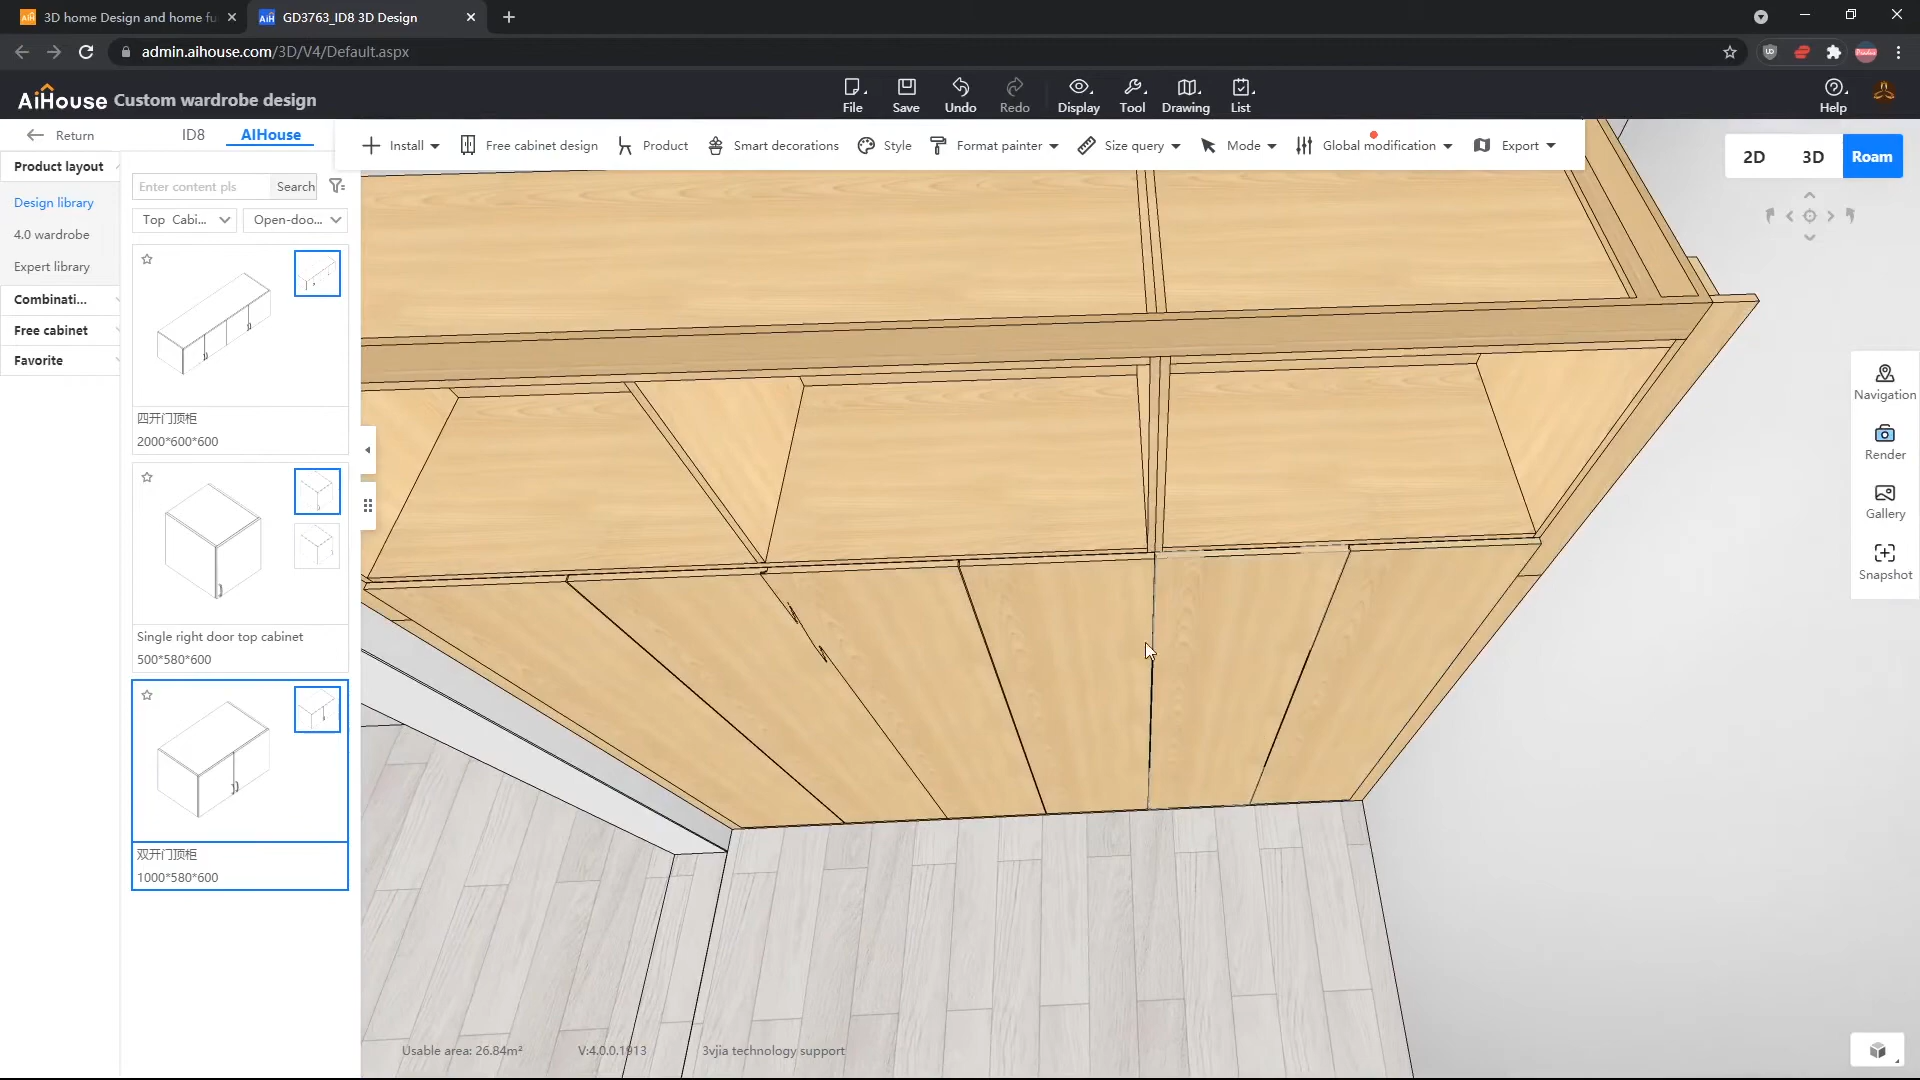 3D home Design and home fu
GD3763_ID8 3D Design
admin.aihouse.com/3D/V4/Default.aspx
AiHouse Custom wardrobe design
File
Save
Undo
Redo
Display
Tool
Drawing
List
Help
Return
ID8
AIHouse
Install
Free cabinet design
Product
Smart decorations
Style
Format painter
Size query
Mode
Global modification
Export
2D
3D
Roam
Product layout
Design library
4.0 wardrobe
Expert library
Combinati...
Free cabinet
Favorite
Enter content pls
Search
Top Cabi...
Open-doo...
四开门顶柜
2000*600*600
Single right door top cabinet
500*580*600
双开门顶柜
1000*580*600
Navigation
Render
Gallery
Snapshot
Usable area: 26.84m²
V:4.0.0.1913
3vjia technology support